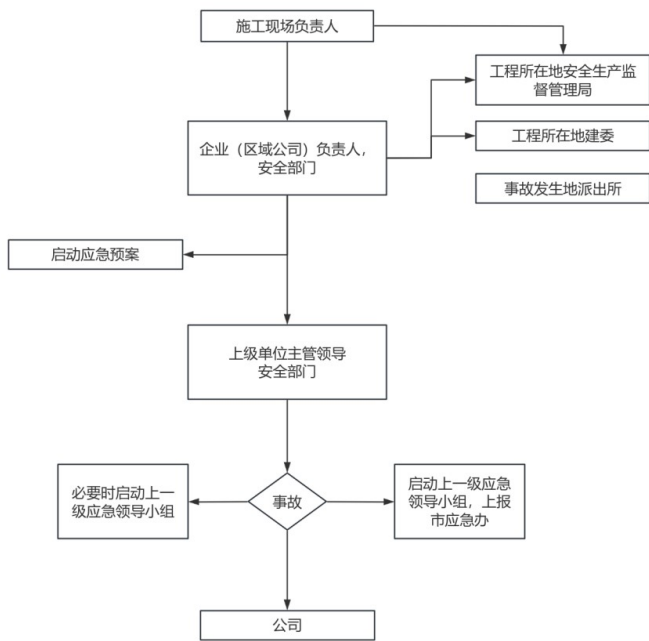 施工现场负责人
工程所在地安全生产监
督管理局
企业（区域公司）负责人，
安全部门
工程所在地建委
事故发生地派出所
启动应急预案
上级单位主管领导
安全部门
必要时启动上一
级应急领导小组
事故
启动上一级应急
领导小组，上报
市应急办
公司